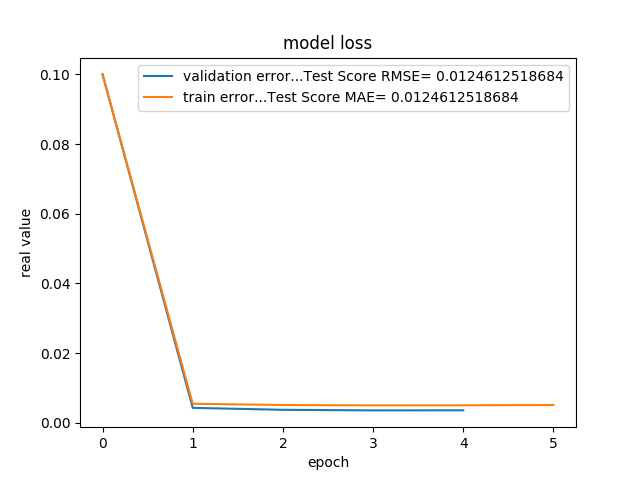 model loss
validation error...Test Score RMSE= 0.0124612518684
train error...Test Score MAE= 0.0124612518684
0.10
0.08
0.06
0.04
0.02
0.00
real value
0 1 2 3 4 5
epoch